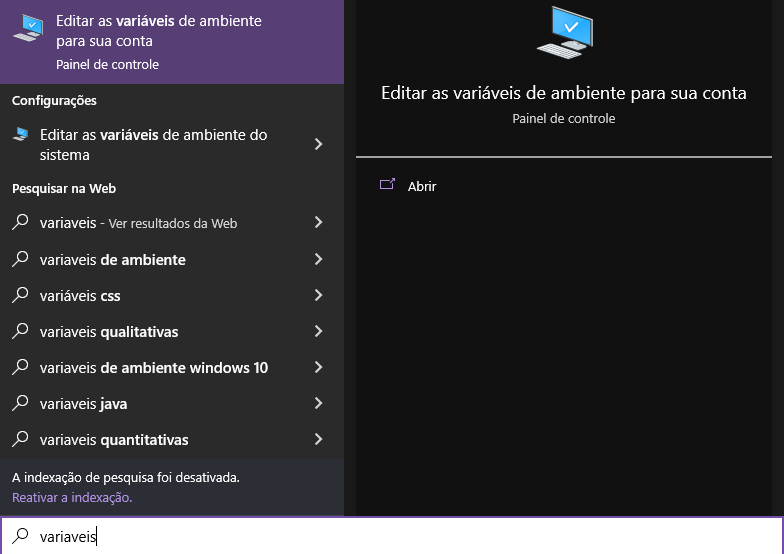 Editar as variáveis de ambiente
para sua conta
Painel de controle
Configurações
Editar as variáveis de ambiente do
sistema
Pesquisar na Web
variaveis - Ver resultados da Web
variaveis de ambiente
variáveis css
variaveis qualitativas
variaveis de ambiente windows 10
variaveis java
variaveis quantitativas
A indexação de pesquisa foi desativada.
Reativar a indexação.
variaveis
Editar as variáveis de ambiente para sua conta
Painel de controle
Abrir